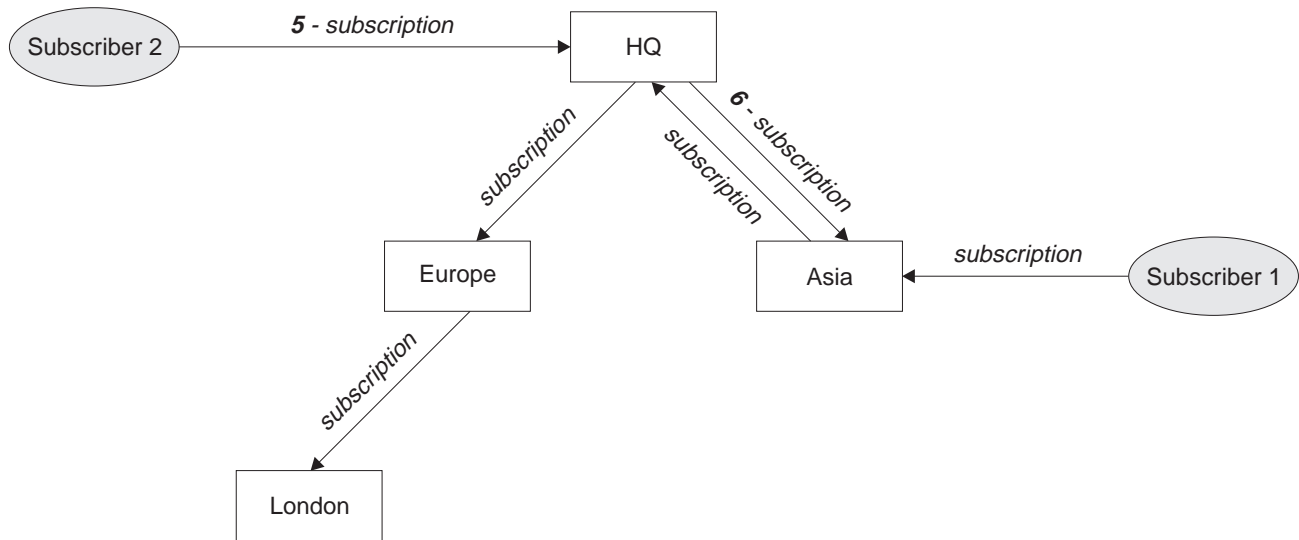 5 - subscription
Subscriber 2
HQ
6 - subscription
subscription
subscription
Europe
Asia
subscription
Subscriber 1
subscription
London